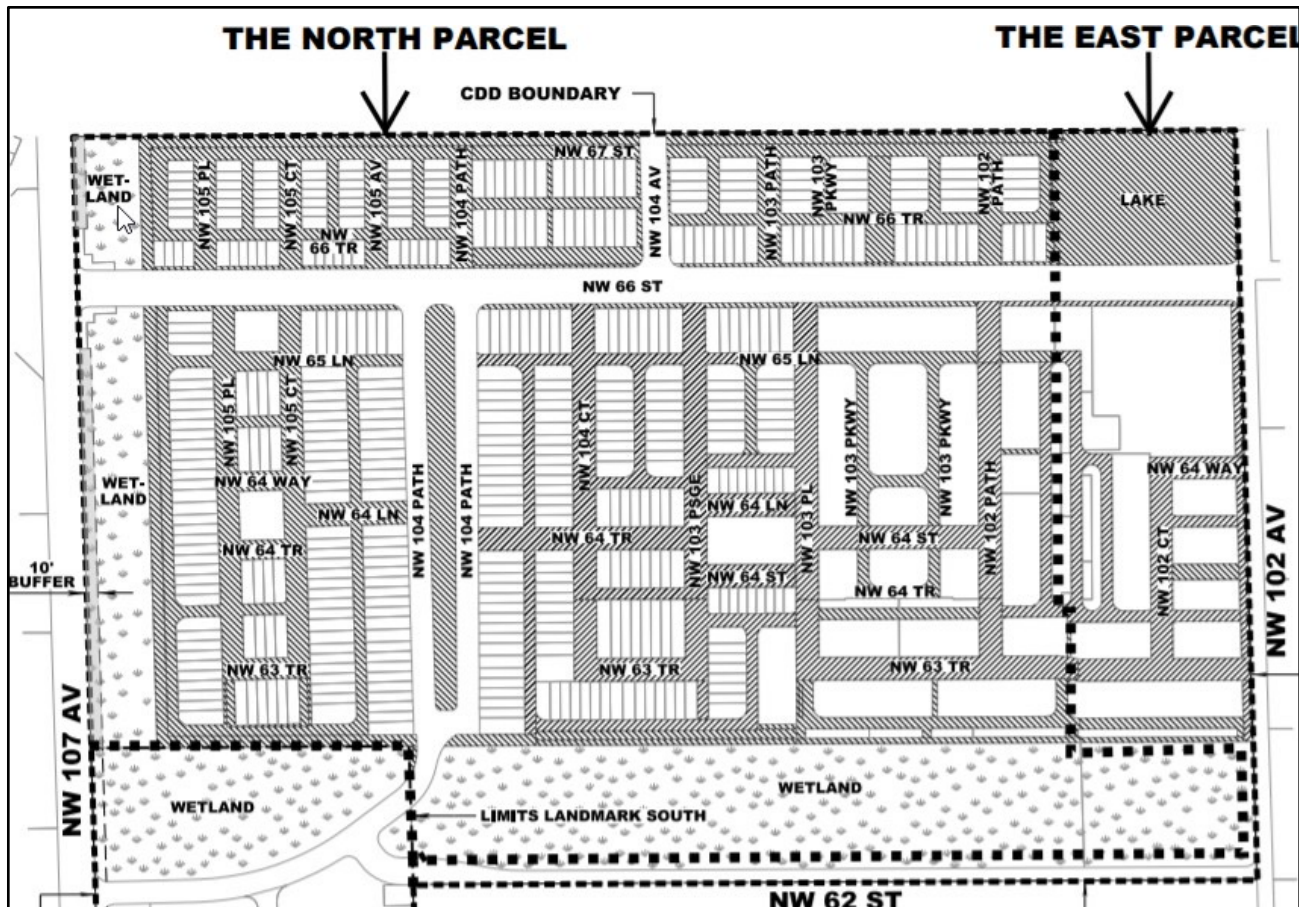 THE NORTH PARCEL
THE EAST PARCEL
CDD BOUNDARY
NW 67 ST
WET-
LAND
NW 105 PL
NW 105 CT
NW 105 AV
NW 104 PATH
NW 104 AV
NW 103 PATH
NW 103
PKWY
NW 102
PATH
LAKE
NW
66 TR
NW 66 TR
NW 66 ST
NW 65 LN
NW 65 LN
NW 105 PL
NW 105 CT
NW 104 CT
NW 103 PKWY
NW 103 PKWY
WET-
LAND
NW 64 WAY
NW 64 WAY
NW 64 LN
NW 64 LN
NW 104 PATH
NW 104 PATH
NW 103 PSGE
NW 103 PL
NW 102 PATH
NW 64 TR
NW 64 TR
NW 64 ST
NW 64 ST
NW 64 TR
NW 102 CT
NW 102 AV
10'
BUFFER
NW 63 TR
NW 63 TR
NW 63 TR
NW 107 AV
WETLAND
WETLAND
LIMITS LANDMARK SOUTH
NW 62 ST